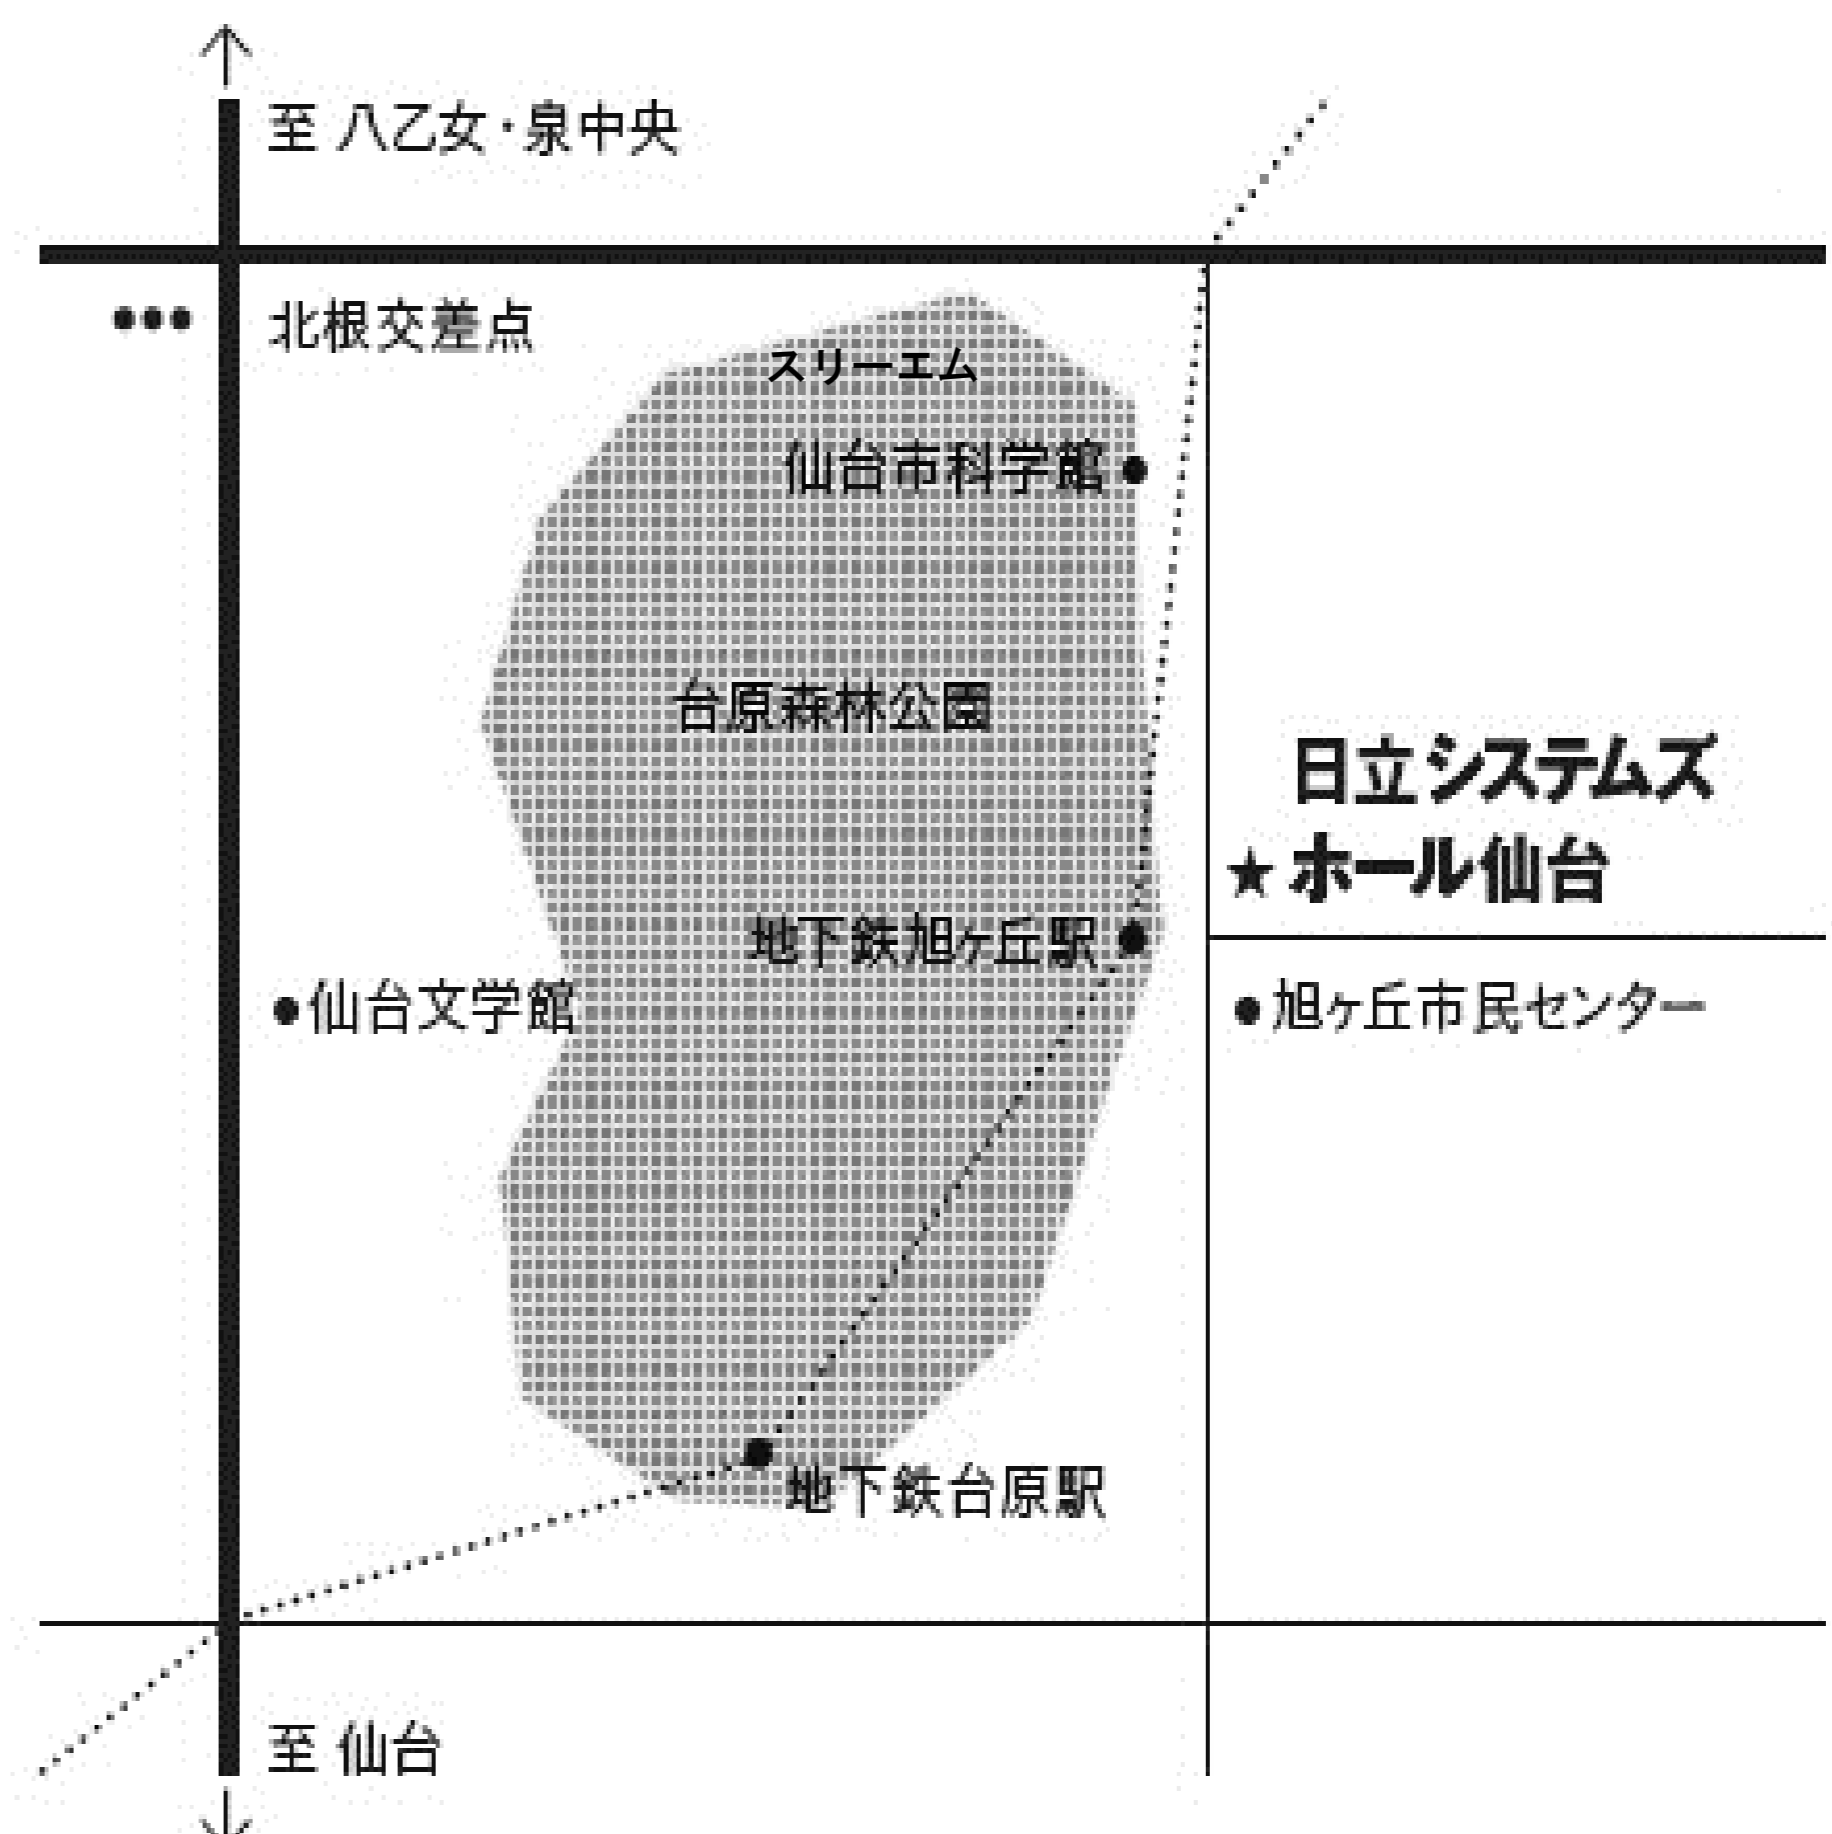 至 八乙女・泉中央
北根交差点
スリーエム
仙台市科学館
台原森林公園
日立システムズ
★ホール仙台
地下鉄旭ヶ丘駅
仙台文学館
旭ヶ丘市民センター
地下鉄台原駅
至 仙台